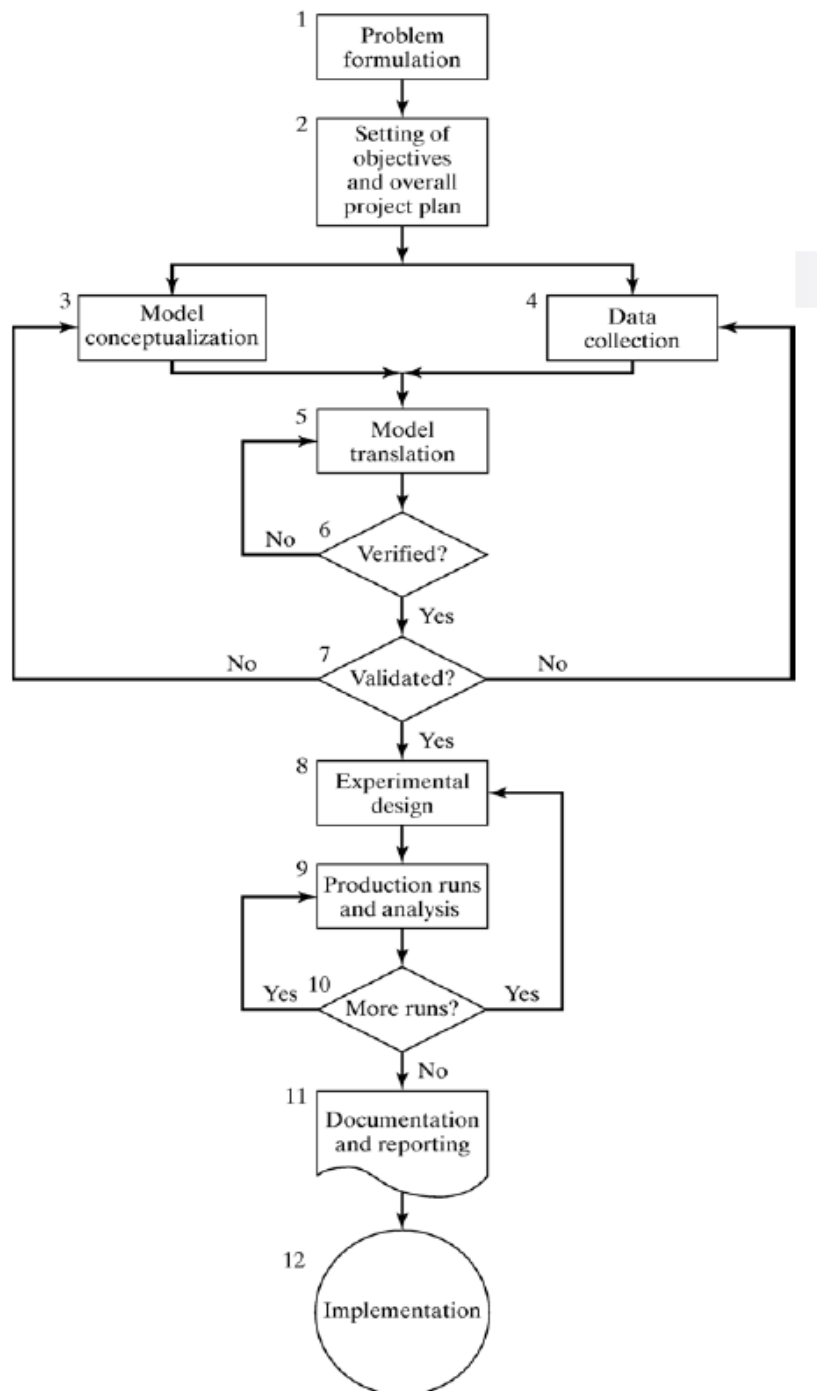 1
Problem
formulation
2
Setting of
objectives
and overall
project plan
3
Model
conceptualization
4
Data
collection
5
Model
translation
6
No
Verified?
Yes
7
No
Validated?
No
Yes
8
Experimental
design
9
Production runs
and analysis
10
Yes
More runs?
Yes
No
11
Documentation
and reporting
12
Implementation